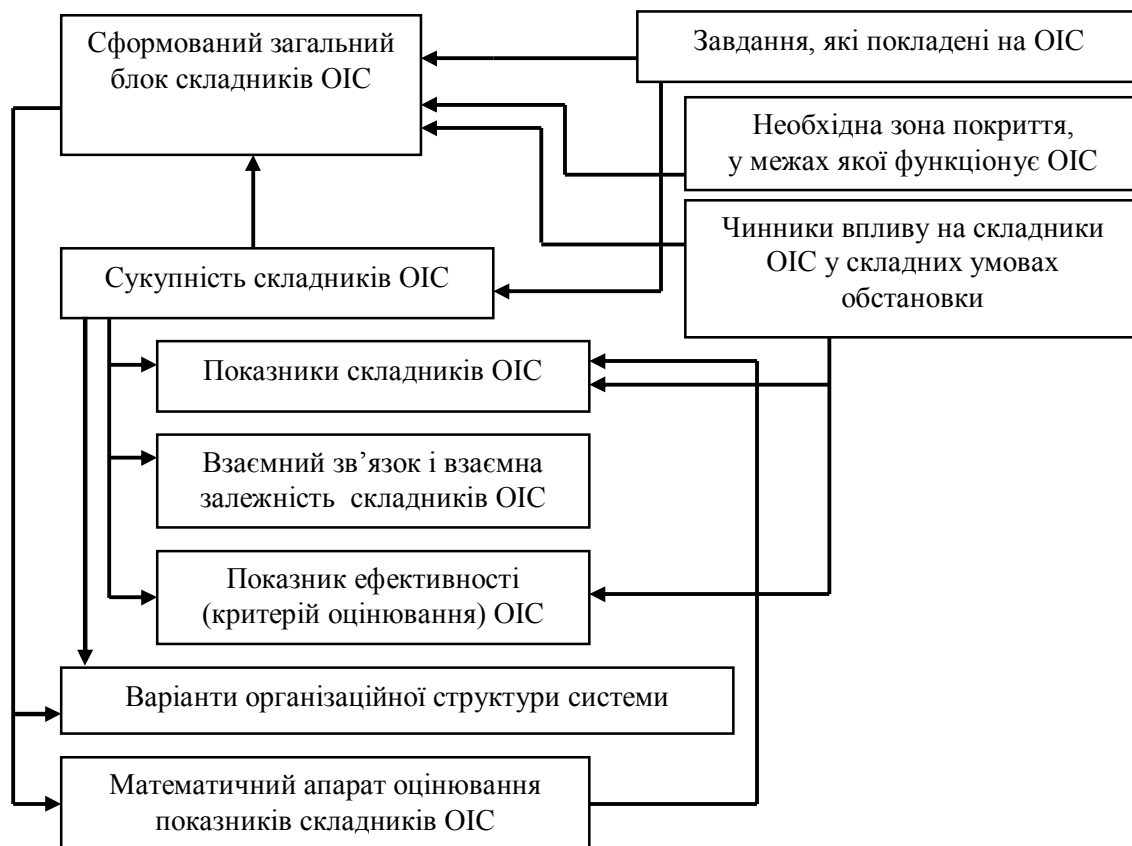 Сформований загальний
блок складників ОІС
Завдання, які покладені на ОІС
Необхідна зона покриття,
у межах якої функціонує ОІС
Чинники впливу на складники
ОІС у складних умовах
обстановки
Сукупність складників ОІС
Показники складників ОІС
Взаємний зв’язок і взаємна
залежність складників ОІС
Показник ефективності
(критерій оцінювання) ОІС
Варіанти організаційної структури системи
Математичний апарат оцінювання
показників складників ОІС